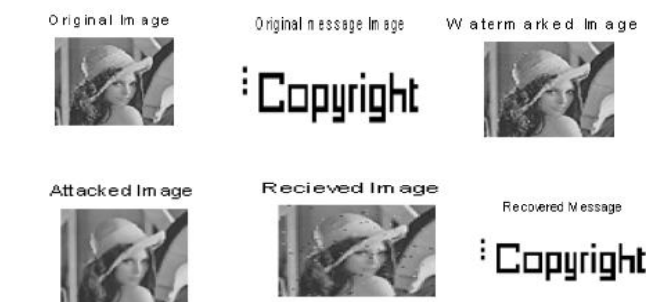 Original Image
Original message Image
Watermarked Image
Copyright
Attacked Image
Recieved Image
Recovered Message
Copyright